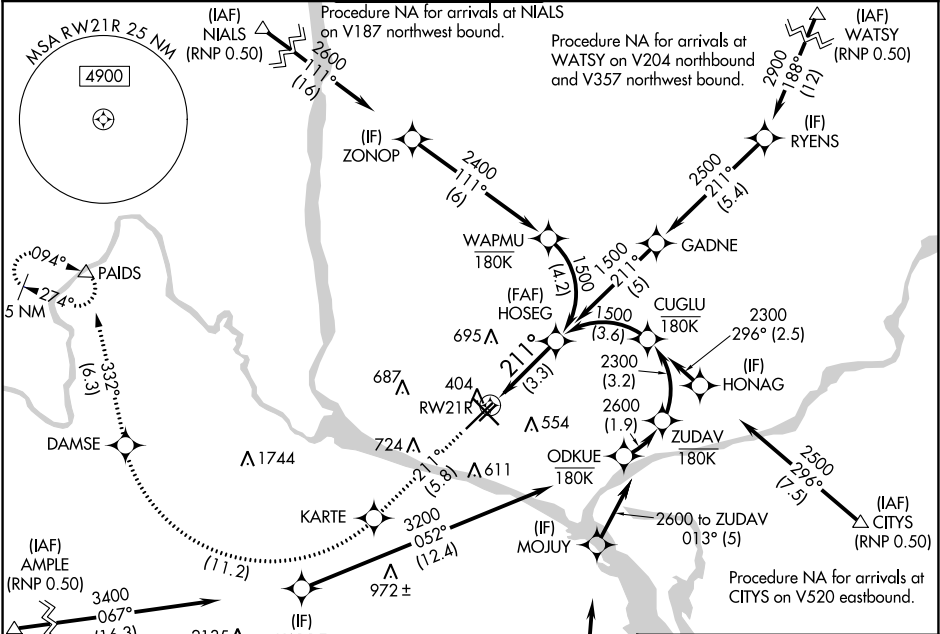 MSA RW21R 25 NM
4900
(IAF)
NIALS
(RNP 0.50)
Procedure NA for arrivals at NIALS
on V187 northwest bound.
2600
111°
(16)
Procedure NA for arrivals at
WATSY on V204 northbound
and V357 northwest bound.
(IAF)
WATSY
(RNP 0.50)
2900
188°
(12)
(IF)
ZONOP
2400
111°
(6)
(IF)
RYENS
2500
211°
(5.4)
WAPMU
180K
1500
(4.2)
GADNE
1500
211°
(5)
094°
274°
PAIDS
5 NM
(FAF)
HOSEG
CUGLU
180K
1500
(3.6)
2300
296° (2.5)
(IF)
HONAG
695
211°
(3.3)
2300
(3.2)
687
404
RW21R
554
2600
(1.9)
ZUDAV
180K
332°
(6.3)
DAMSE
1744
724
211°
(5.8)
611
ODKUE
180K
2500
296°
(7.5)
(IAF)
CITYS
(RNP 0.50)
KARTE
3200
052°
(12.4)
(IF)
MOJUY
2600 to ZUDAV
013° (5)
(11.2)
972 ±
Procedure NA for arrivals at
CITYS on V520 eastbound.
(IAF)
AMPLE
(RNP 0.50)
3400
067°
(16.3)
(IF)
2125